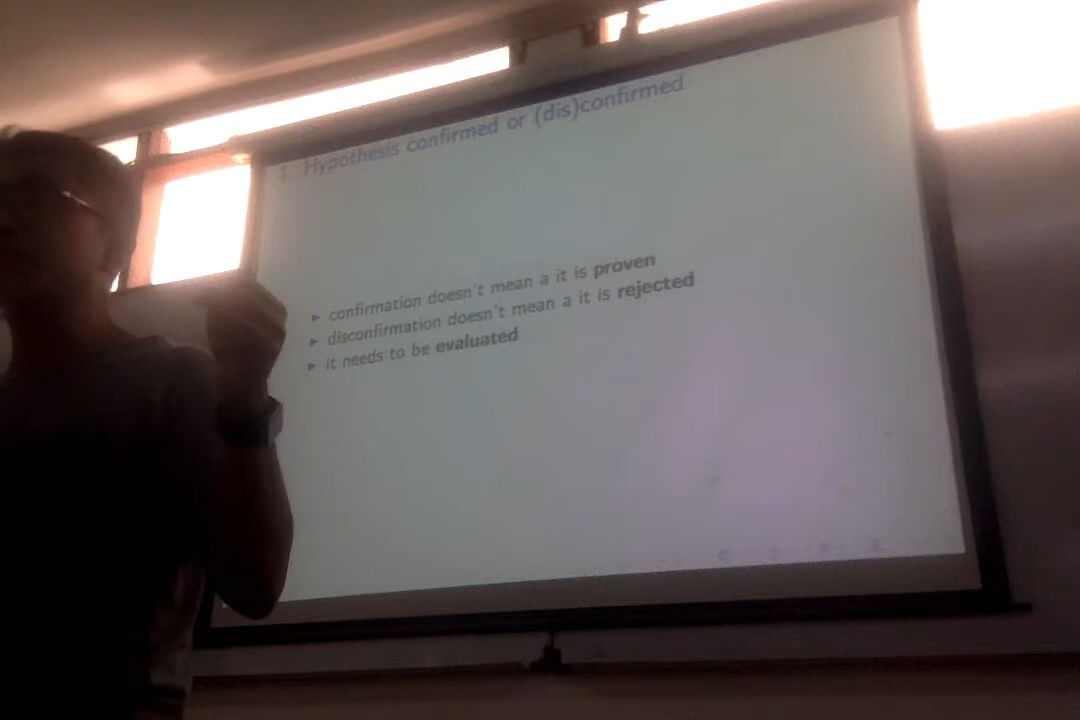 1. Hypothesis confirmed or (dis)confirmed
► confirmation doesn't mean a it is proven
► disconfirmation doesn't mean a it is rejected
► it needs to be evaluated